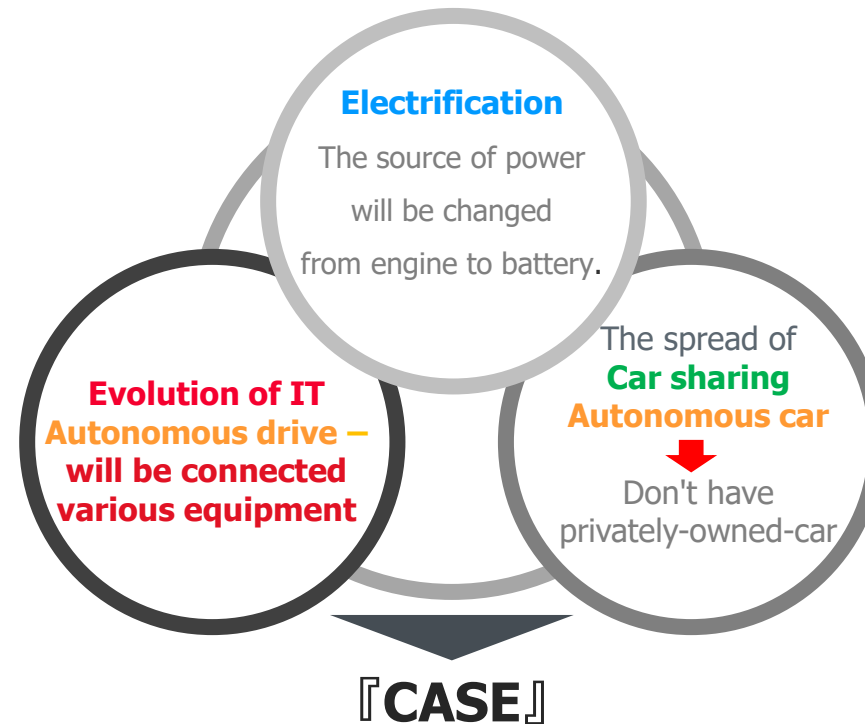 Electrification
The source of power
will be changed
from engine to battery.
Evolution of IT
Autonomous drive –
will be connected
various equipment
The spread of
Car sharing
Autonomous car
Don't have
privately-owned-car
『CASE』